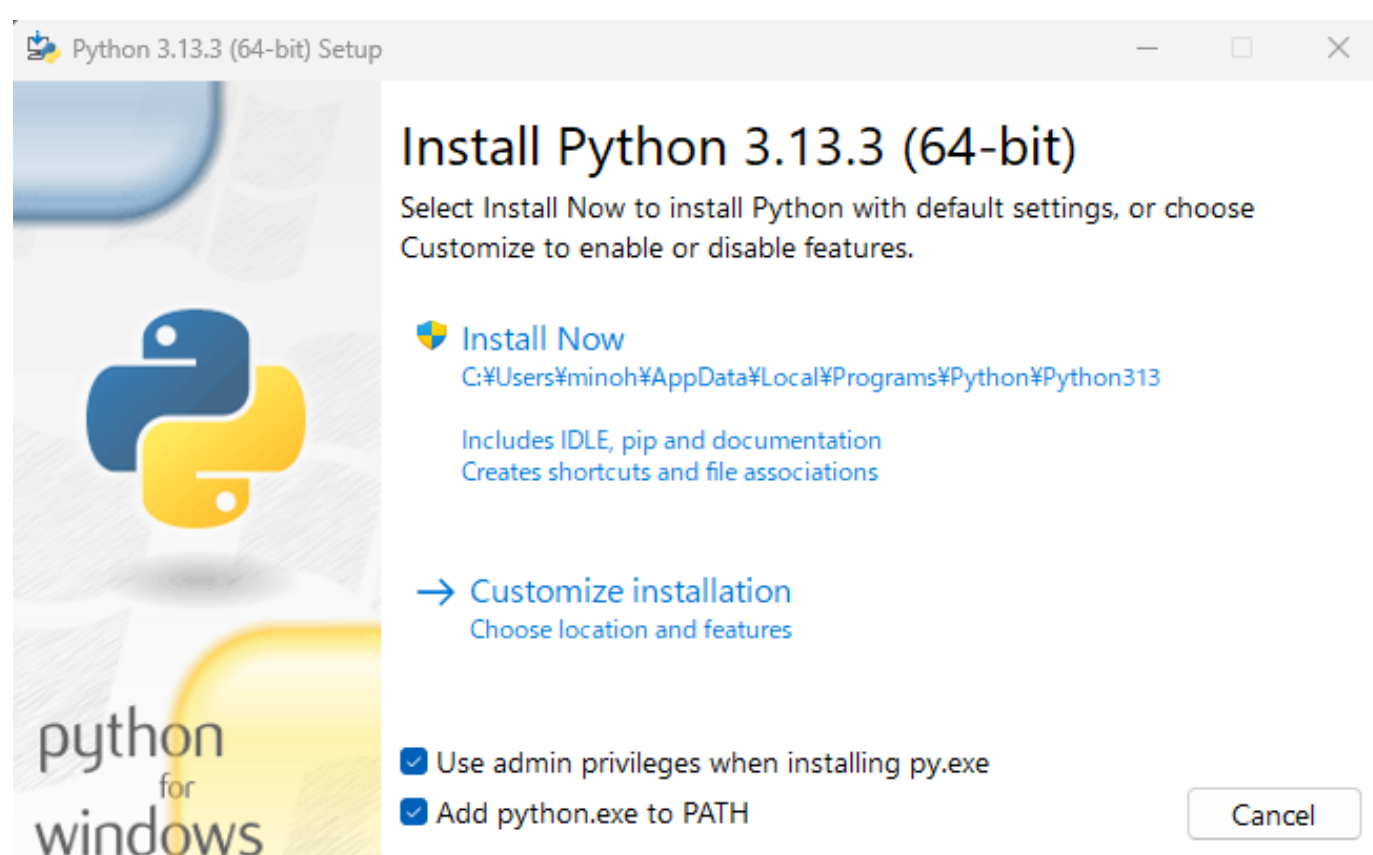 Python 3.13.3 (64-bit) Setup
Install Python 3.13.3 (64-bit)
Select Install Now to install Python with default settings, or choose
Customize to enable or disable features.
Install Now
C:¥Users¥minoh¥AppData¥Local¥Programs¥Python¥Python313
Includes IDLE, pip and documentation
Creates shortcuts and file associations
Customize installation
Choose location and features
python
for
windows
Use admin privileges when installing py.exe
Add python.exe to PATH
Cancel